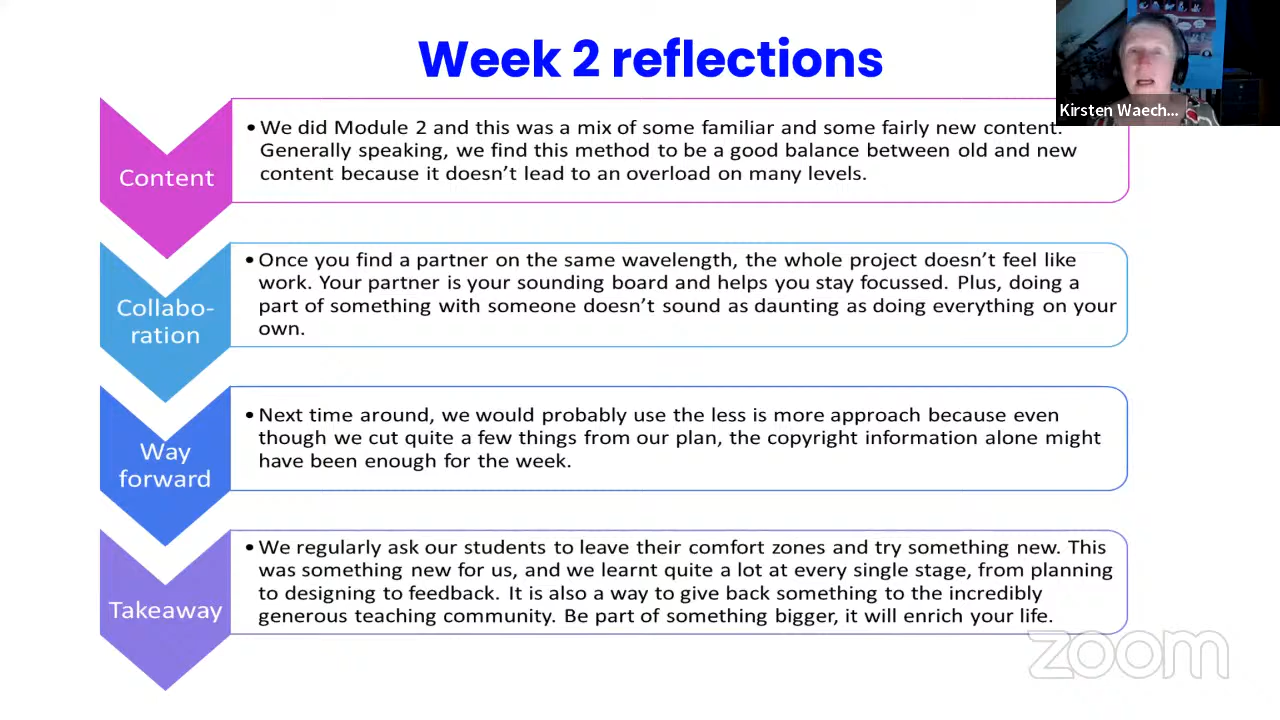 Week 2 reflections
Kirsten Waech...
Content
• We did Module 2 and this was a mix of some familiar and some fairly new content.
Generally speaking, we find this method to be a good balance between old and new
content because it doesn't lead to an overload on many levels.
Collabo-
ration
• Once you find a partner on the same wavelength, the whole project doesn't feel like
work. Your partner is your sounding board and helps you stay focussed. Plus, doing a
part of something with someone doesn't sound as daunting as doing everything on your
own.
Way
forward
• Next time around, we would probably use the less is more approach because even
though we cut quite a few things from our plan, the copyright information alone might
have been enough for the week.
Takeaway
• We regularly ask our students to leave their comfort zones and try something new. This
was something new for us, and we learnt quite a lot at every single stage, from planning
to designing to feedback. It is also a way to give back something to the incredibly
generous teaching community. Be part of something bigger, it will enrich your life.
zoom